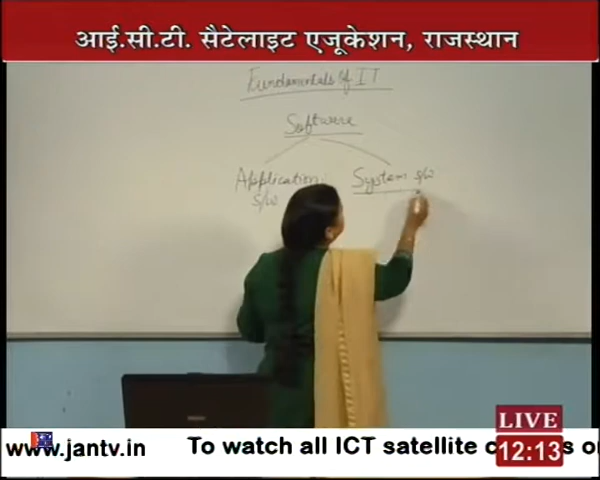 आई.सी.टी. सैटेलाइट एजूकेशन, राजस्थान
Fundamentals of IT
Software
Application System s/w
s/w
LIVE
www.jantv.in To watch all ICT satellite
12:13